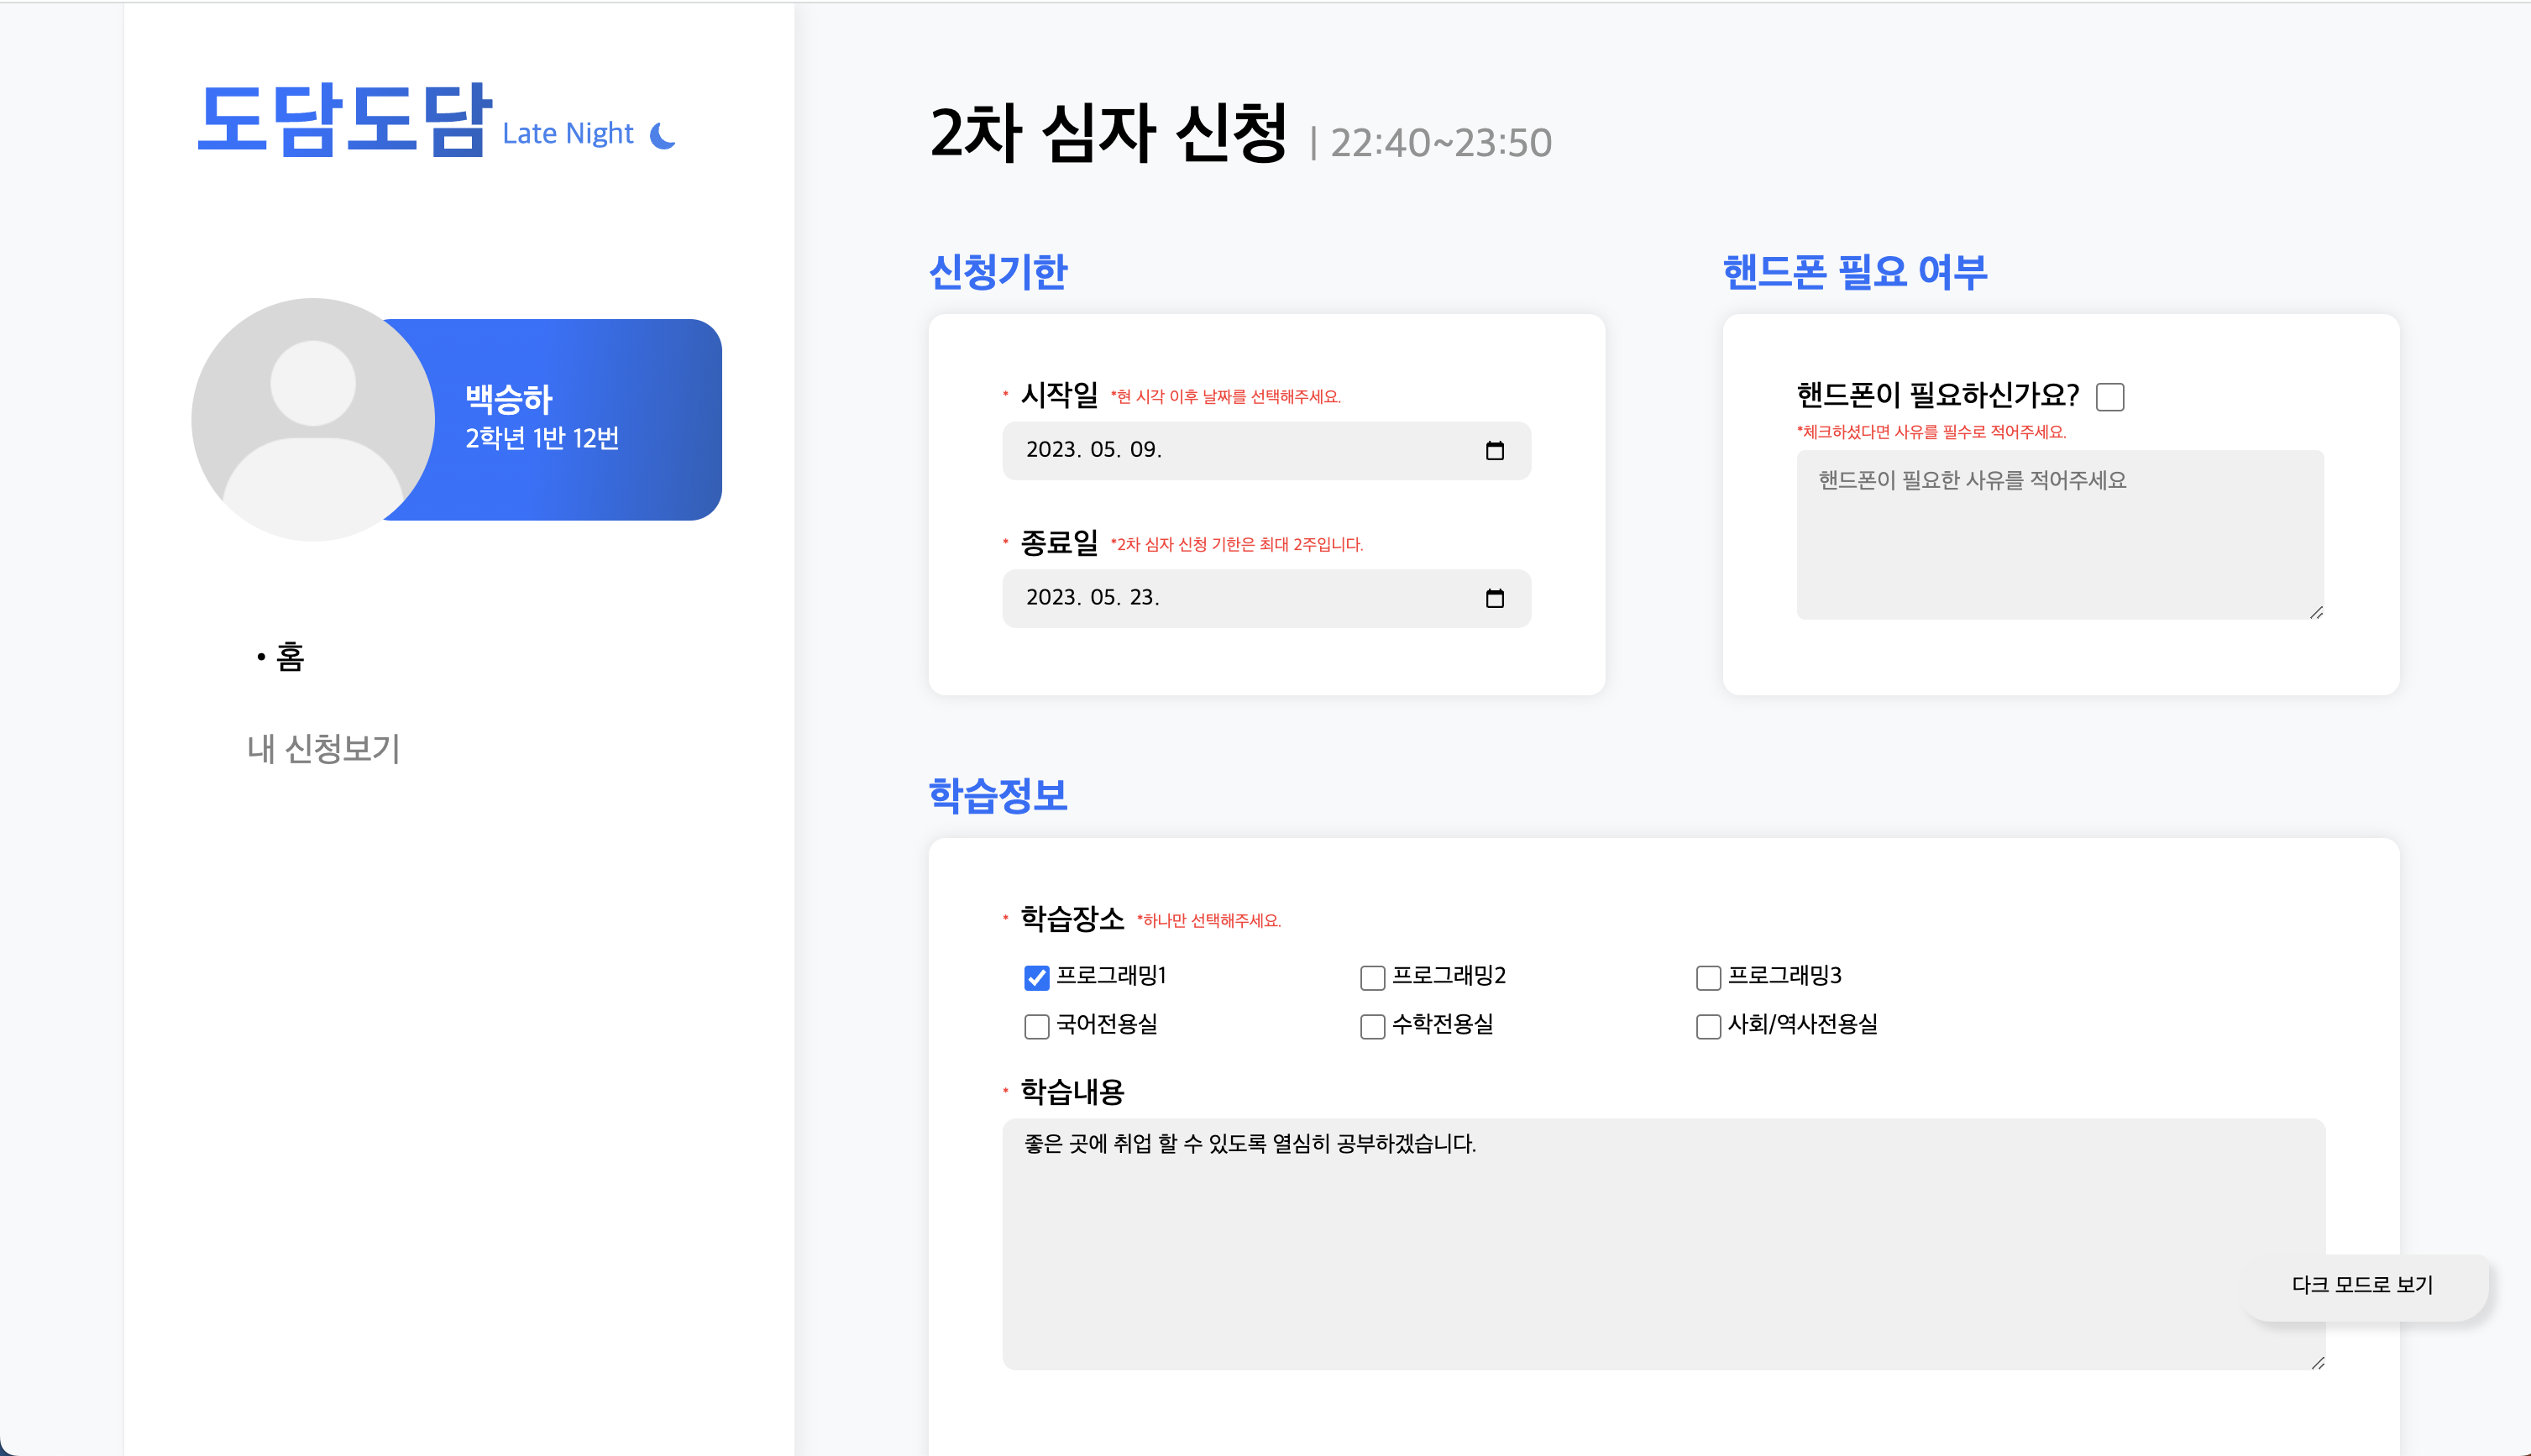 도담도담 Late Night
백승하
2학년 1반 12번
• 홈
내 신청보기
2차 심자 신청 | 22:40~23:50
신청기한
* 시작일 *현 시각 이후 날짜를 선택해주세요.
2023. 05. 09.
* 종료일 *2차 심자 신청 기한은 최대 2주입니다.
2023. 05. 23.
핸드폰 필요 여부
핸드폰이 필요하신가요?
*체크하셨다면 사유를 필수로 적어주세요.
핸드폰이 필요한 사유를 적어주세요
학습정보
* 학습장소 *하나만 선택해주세요.
프로그래밍1 프로그래밍2 프로그래밍3
국어전용실 수학전용실 사회/역사전용실
* 학습내용
좋은 곳에 취업 할 수 있도록 열심히 공부하겠습니다.
다크 모드로 보기